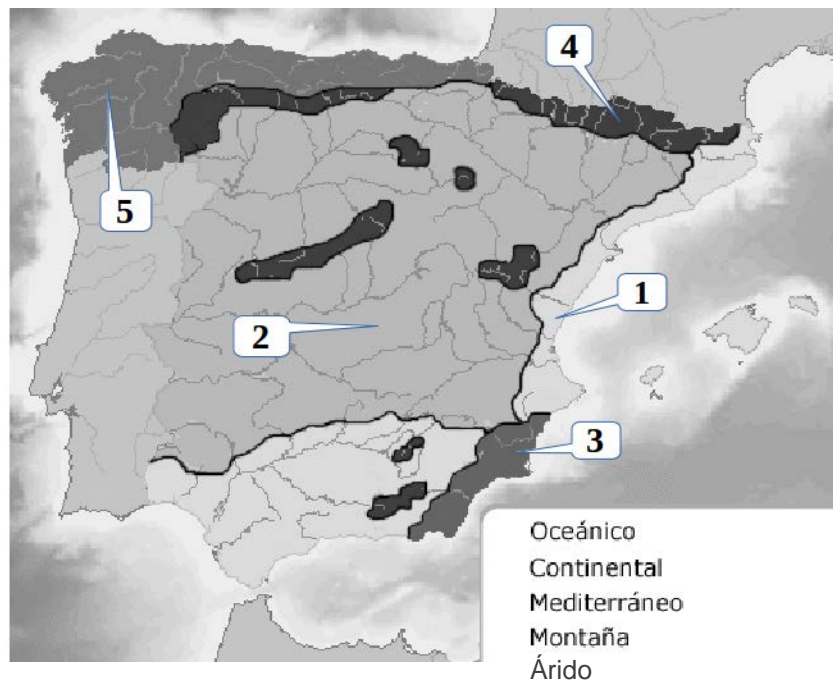 4
5
1
2
3
Oceánico
Continental
Mediterráneo
Montaña
Árido